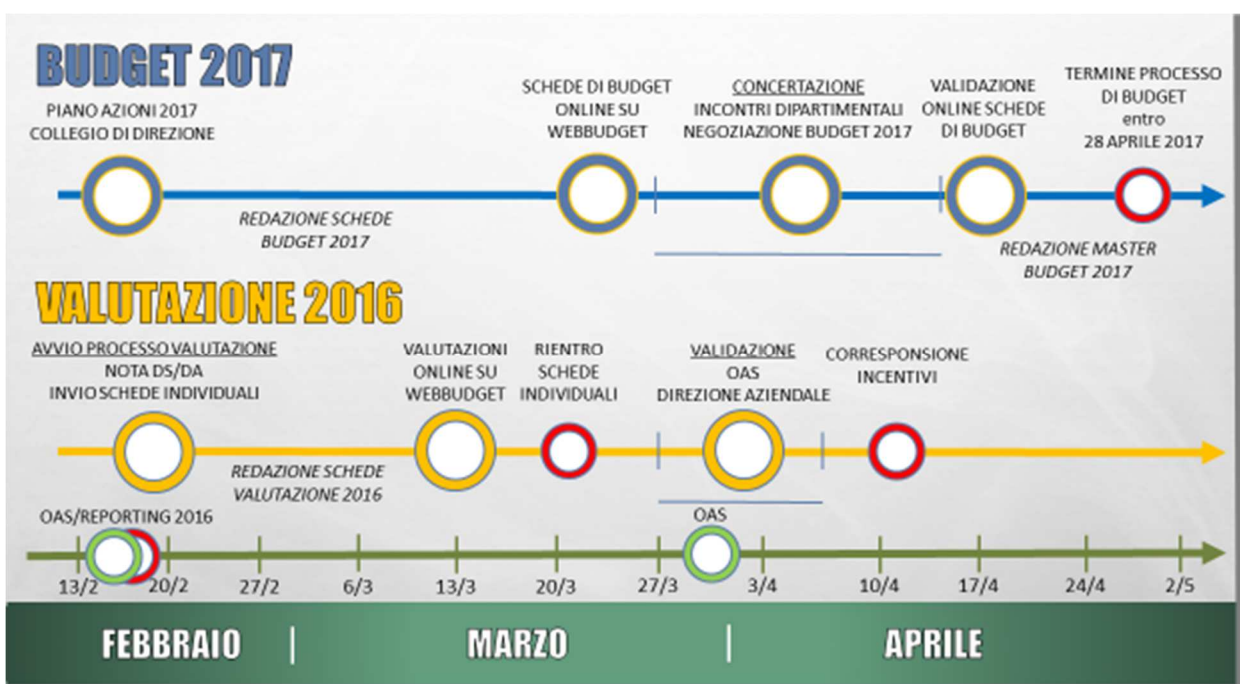 BUDGET 2017
PIANO AZIONI 2017
COLLEGIO DI DIREZIONE
SCHEDE DI BUDGET
ONLINE SU
WEBBUDGET
CONCERTAZIONE
INCONTRI DIPARTIMENTALI
NEGOZIAZIONE BUDGET 2017
VALIDAZIONE
ONLINE SCHEDE
DI BUDGET
TERMINE PROCESSO
DI BUDGET
entro
28 APRILE 2017
REDAZIONE SCHEDE
BUDGET 2017
REDAZIONE MASTER
BUDGET 2017
VALUTAZIONE 2016
AVVIO PROCESSO VALUTAZIONE
NOTA DS/DA
INVIO SCHEDE INDIVIDUALI
VALUTAZIONI
ONLINE SU
WEBBUDGET
RIENTRO
SCHEDE
INDIVIDUALI
VALIDAZIONE
OAS
DIREZIONE AZIENDALE
CORRESPONSIONE
INCENTIVI
REDAZIONE SCHEDE
VALUTAZIONE 2016
OAS/REPORTING 2016
OAS
13/2 20/2 27/2 6/3 13/3 20/3 27/3 3/4 10/4 17/4 24/4 2/5
FEBBRAIO | MARZO | APRILE